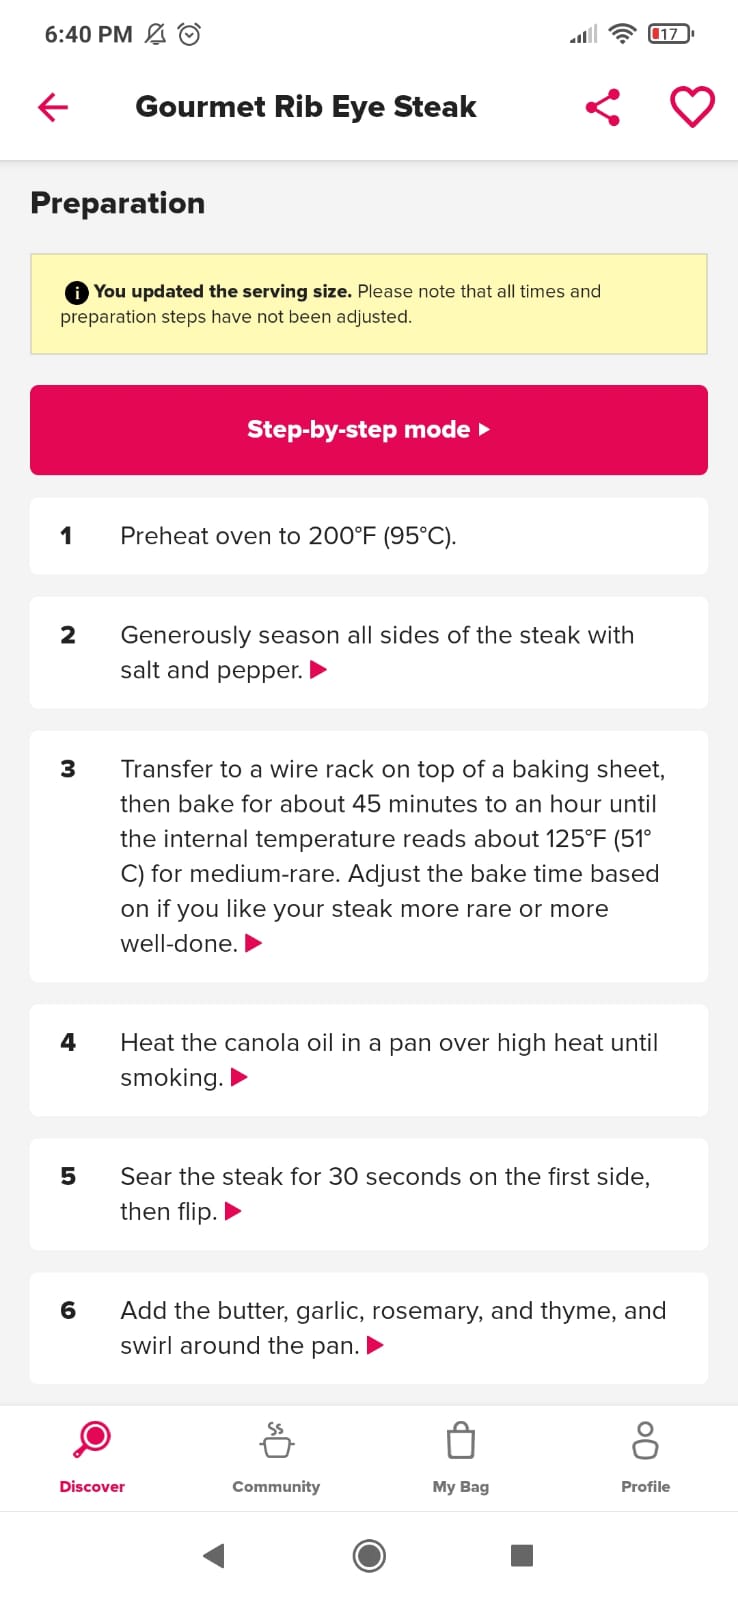 6:40 PM
17
Gourmet Rib Eye Steak
Preparation
You updated the serving size. Please note that all times and
preparation steps have not been adjusted.
Step-by-step mode
1 Preheat oven to 200°F (95°C).
2 Generously season all sides of the steak with
salt and pepper.
3 Transfer to a wire rack on top of a baking sheet,
then bake for about 45 minutes to an hour until
the internal temperature reads about 125°F (51°
C) for medium-rare. Adjust the bake time based
on if you like your steak more rare or more
well-done.
4 Heat the canola oil in a pan over high heat until
smoking.
5 Sear the steak for 30 seconds on the first side,
then flip.
6 Add the butter, garlic, rosemary, and thyme, and
swirl around the pan.
Discover Community My Bag Profile